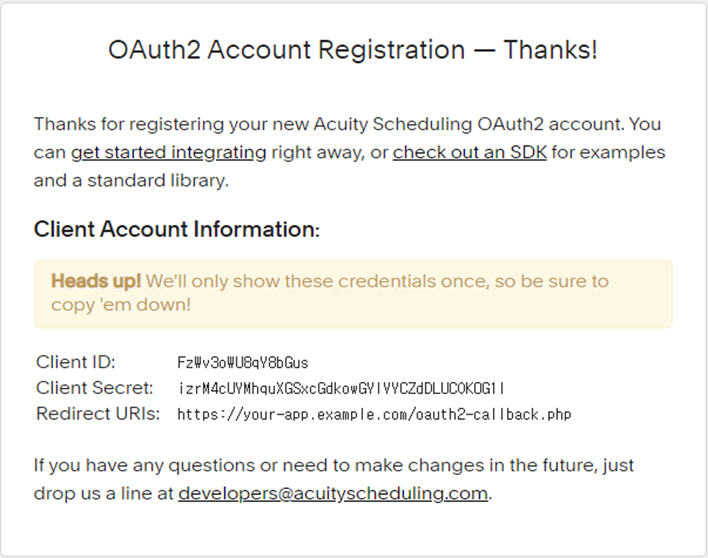 OAuth2 Account Registration — Thanks!
Thanks for registering your new Acuity Scheduling OAuth2 account. You
can get started integrating right away, or check out an SDK for examples
and a standard library.
Client Account Information:
Heads up! We'll only show these credentials once, so be sure to
copy 'em down!
Client ID: FzWv3oWU8qY8bGus
Client Secret: izrM4cUYMhquXGSxcGdkowGYlVYCZdDLUCOKOG1l
Redirect URIs: https://your-app.example.com/oauth2-callback.php
If you have any questions or need to make changes in the future, just
drop us a line at developers@acuityscheduling.com.